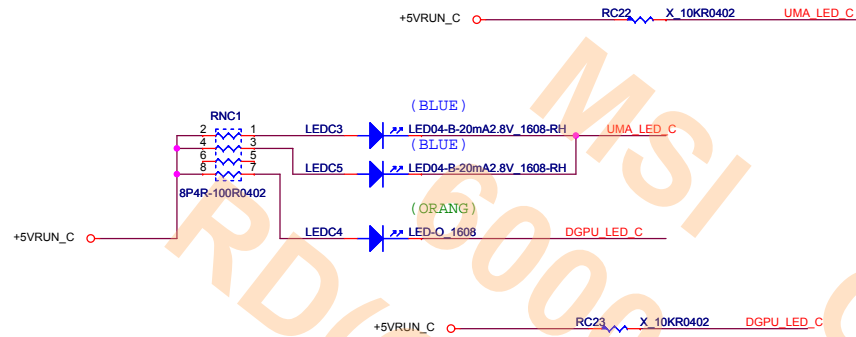 +5VRUN_C RC22 X_10KR0402 UMA_LED_C
(BLUE)
RNC1
2 1 LEDC3 LED04-B-20mA2.8V_1608-RH UMA_LED_C
4 3 (BLUE)
6 5 LEDC5 LED04-B-20mA2.8V_1608-RH
8 7
8P4R-100R0402
(ORANG)
+5VRUN_C LEDC4 LED-O_1608 DGPU_LED_C
+5VRUN_C RC23 X_10KR0402 DGPU_LED_C
MSI
6000
RD(